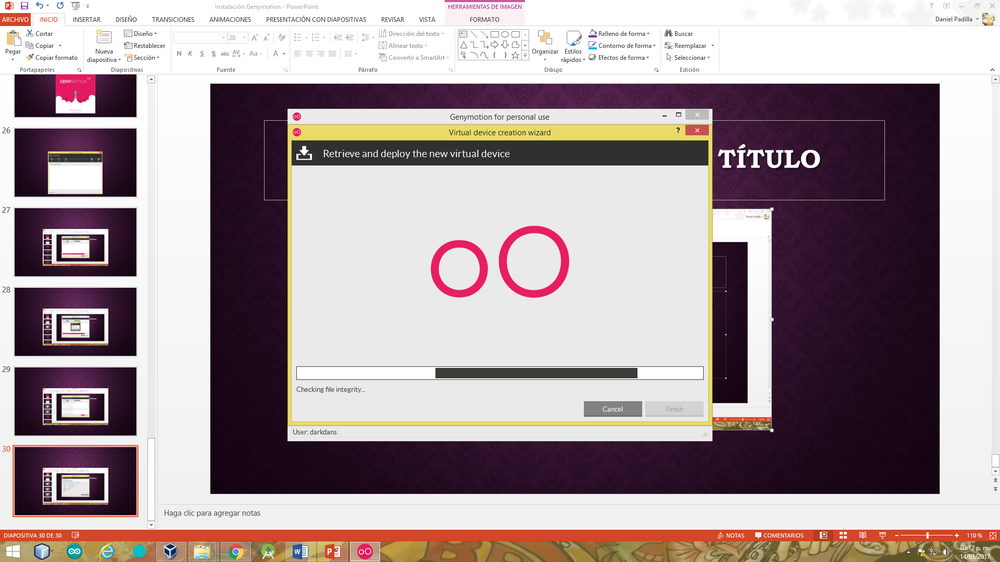 Instalación Genymotion - PowerPoint
HERRAMIENTAS DE IMAGEN
ARCHIVO
INICIO
INSERTAR
DISEÑO
TRANSICIONES
ANIMACIONES
PRESENTACIÓN CON DIAPOSITIVAS
REVISAR
VISTA
FORMATO
Daniel Padilla
Pegar
Cortar
Copiar
Copiar formato
Portapapeles
Nueva
diapositiva
Diseño
Restablecer
Sección
Diapositivas
20
N K S S abc AV Aa A
Fuente
Dirección del texto
Alinear texto
Convertir a SmartArt
Párrafo
Organizar
Estilos
rápidos
Relleno de forma
Contorno de forma
Efectos de forma
Dibujo
Buscar
Reemplazar
Seleccionar
Edición
GENYMOTION
26
27
28
29
30
TÍTULO
Genymotion for personal use
Virtual device creation wizard
Retrieve and deploy the new virtual device
Checking file integrity...
Cancel
Finish
User: darkdans
Haga clic para agregar notas
DIAPOSITIVA 30 DE 30
NOTAS
COMENTARIOS
110 %
03:12 p. m.
14/03/2017